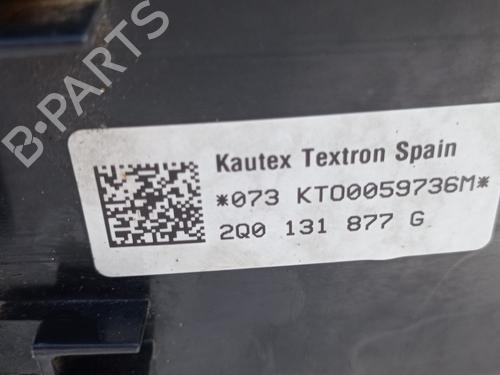 B-PARTS
Kautex Textron Spain
*073 KT00059736M*
2Q0 131 877 G